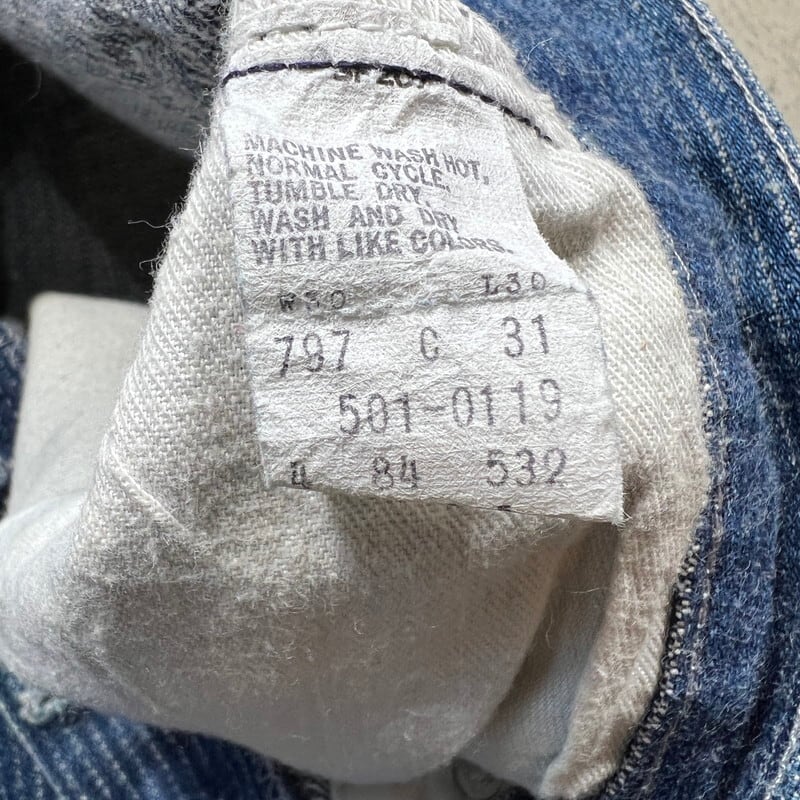 MACHINE WASH HOT,
NORMAL CYCLE,
TUMBLE DRY,
WASH AND DRY
WITH LIKE COLORS.
W30 L30
797 C 31
501-0119
4 84 532